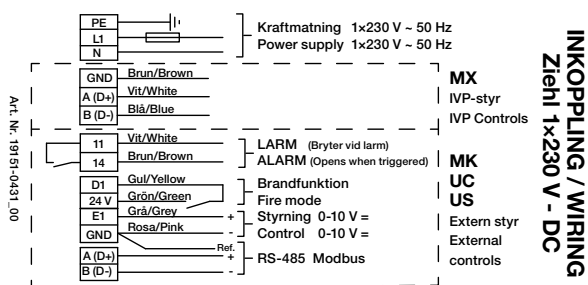 INKOPPLING / WIRING
Ziehl 1×230 V - DC
PE
L1
N
Kraftmatning 1×230 V ~ 50 Hz
Power supply 1×230 V ~ 50 Hz
GND Brun/Brown
A (D+) Vit/White
B (D-) Blå/Blue
MX
IVP-styr
IVP Controls
11 Vit/White
14 Brun/Brown
LARM (Bryter vid larm)
ALARM (Opens when triggered)
D1 Gul/Yellow
24 V Grön/Green
Brandfunktion
Fire mode
E1 Grå/Grey +
GND Rosa/Pink -
Styrning 0-10 V =
Control 0-10 V =
Ref.
A (D+) +
B (D-) -
RS-485 Modbus
MK
UC
US
Extern styr
External
controls
Art. Nr. 19151-0431_00